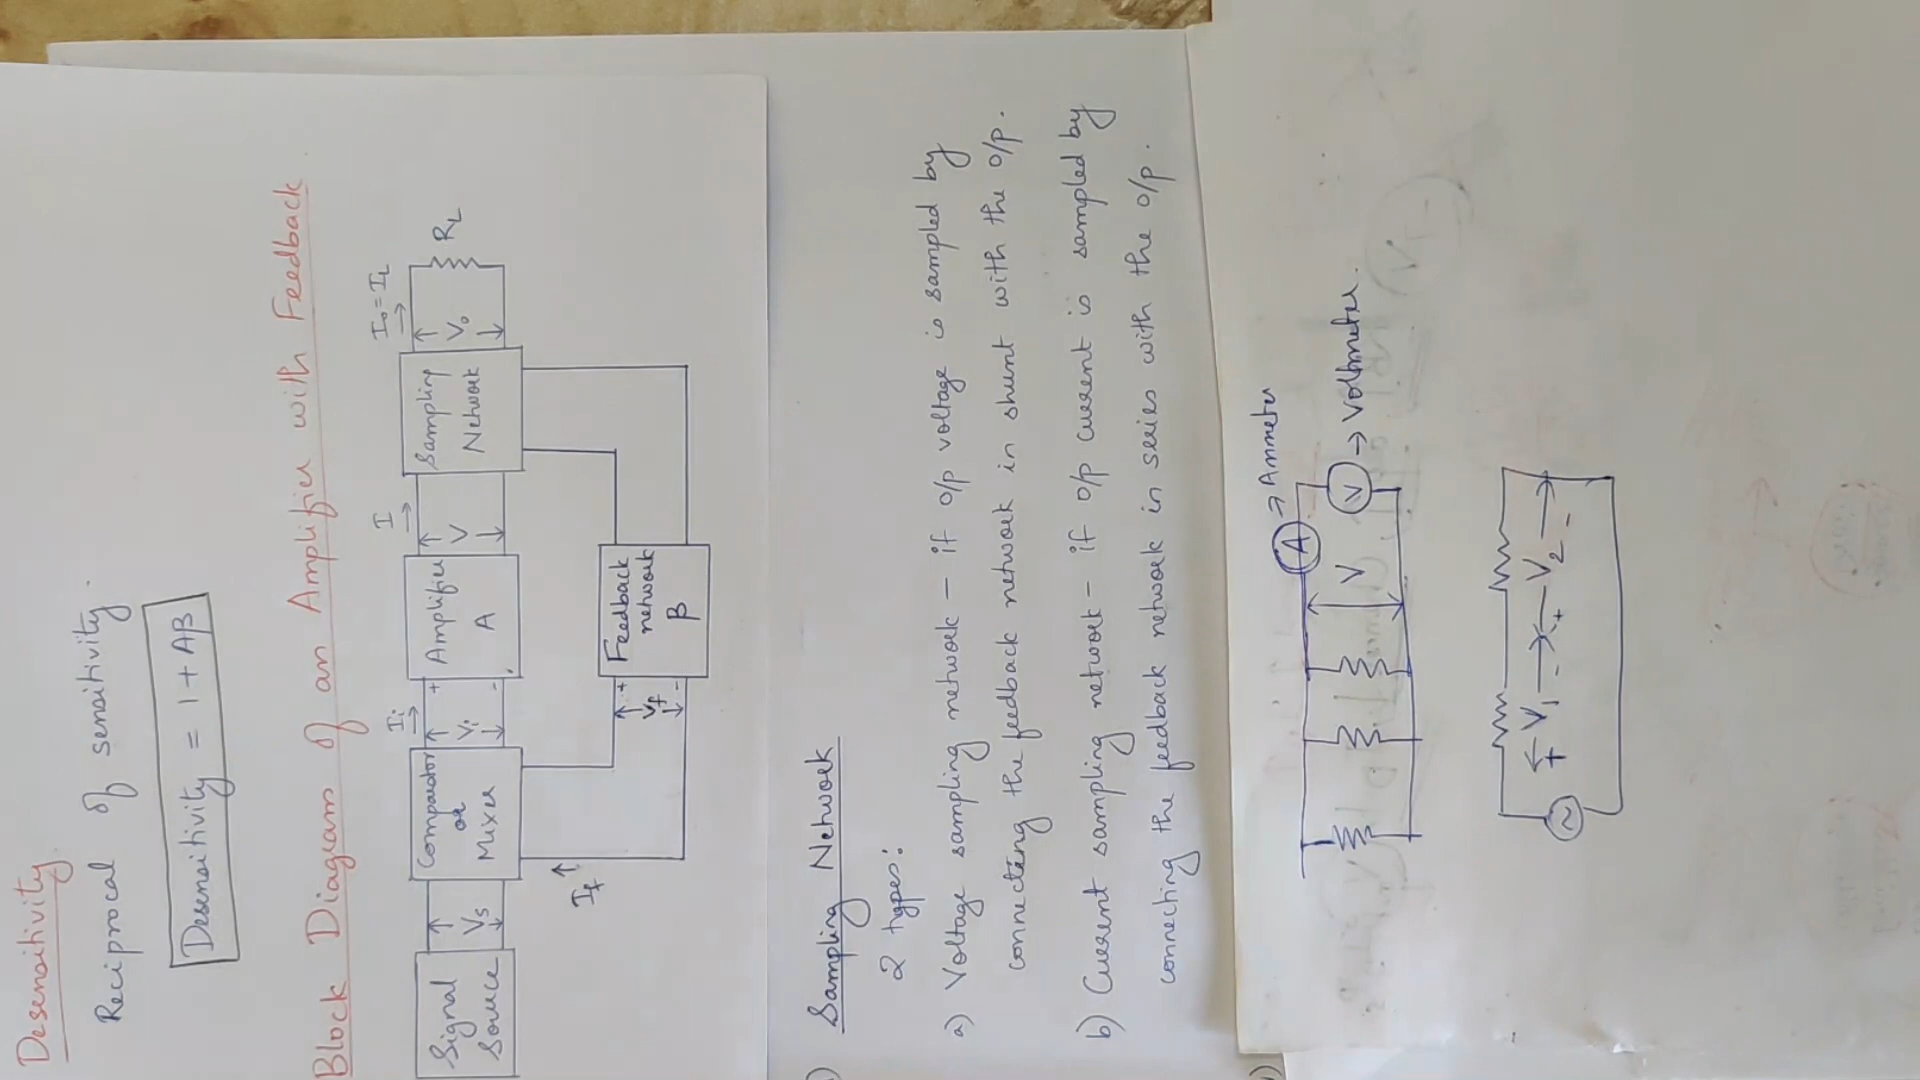 Desensitivity.
Reciprocal of sensitivity.
Desensitivity = 1 + Aβ
Block Diagram of an Amplifier with Feedback
Signal
Source
Vs
Comparator
or
Mixer
Ii
+
Vi
-
Amplifier
A
I
V
Sampling
Network
Io = IL
Vo
RL
If
+
Vf
-
Feedback
network
β
Sampling Network
2 types:
a) Voltage sampling network - if o/p voltage is sampled by
connecting the feedback network in shunt with the o/p.
b) Current sampling network - if o/p current is sampled by
connecting the feedback network in series with the o/p.
A → Ammeter
V
V → Voltmeter.
+ V1 -
+ V2 -